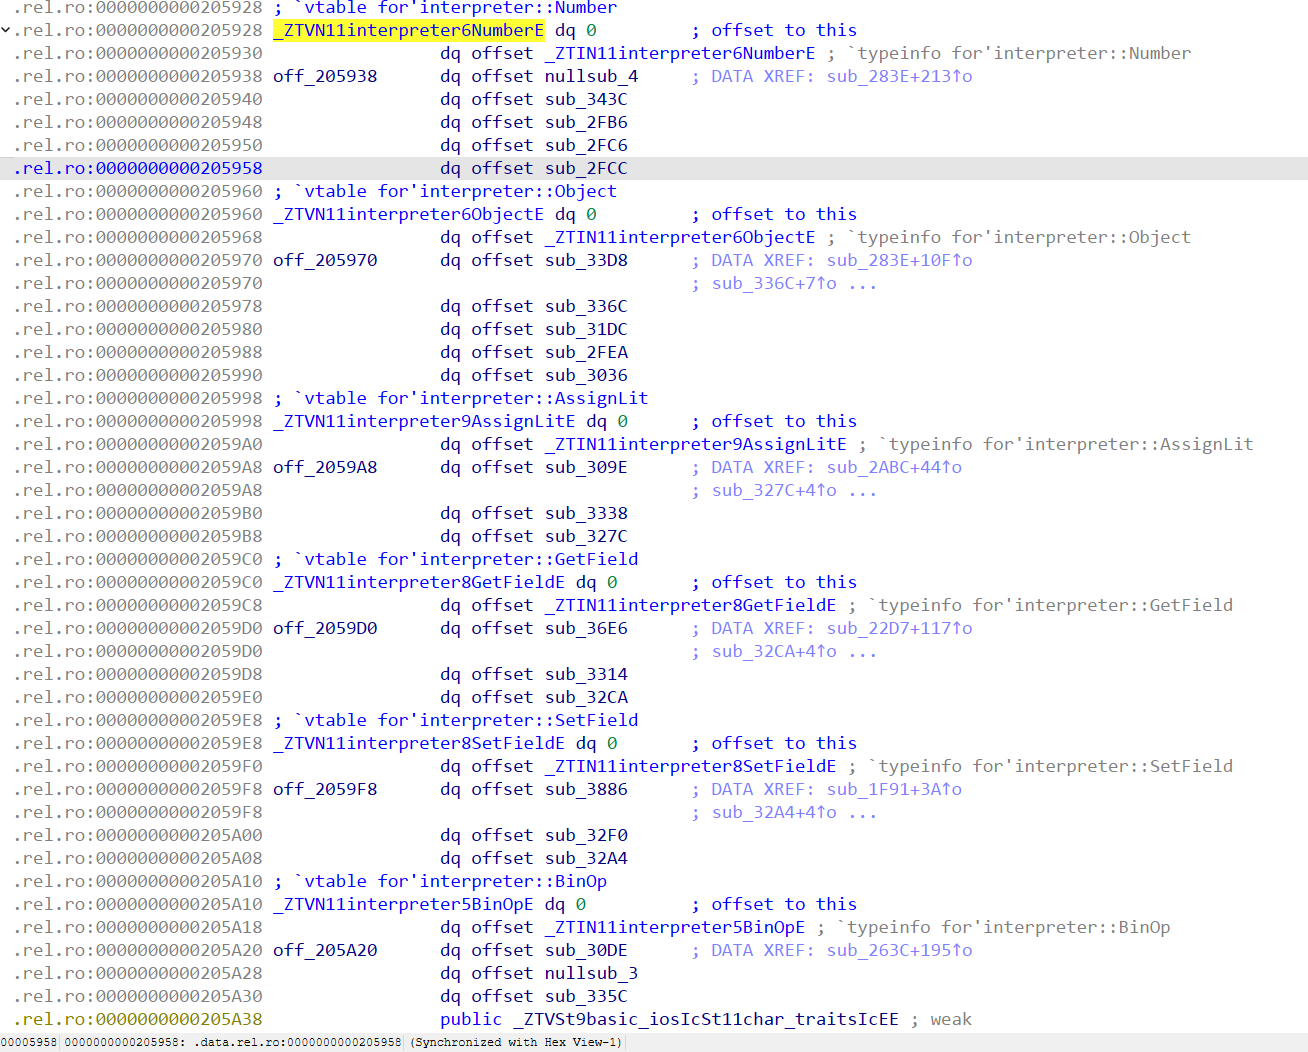 .rel.ro:0000000000205928 ; `vtable for'interpreter::Number
.rel.ro:0000000000205928 _ZTVN11interpreter6NumberE dq 0 ; offset to this
.rel.ro:0000000000205930 dq offset _ZTIN11interpreter6NumberE ; `typeinfo for'interpreter::Number
.rel.ro:0000000000205938 off_205938 dq offset nullsub_4 ; DATA XREF: sub_283E+213↑o
.rel.ro:0000000000205940 dq offset sub_343C
.rel.ro:0000000000205948 dq offset sub_2FB6
.rel.ro:0000000000205950 dq offset sub_2FC6
.rel.ro:0000000000205958 dq offset sub_2FCC
.rel.ro:0000000000205960 ; `vtable for'interpreter::Object
.rel.ro:0000000000205960 _ZTVN11interpreter6ObjectE dq 0 ; offset to this
.rel.ro:0000000000205968 dq offset _ZTIN11interpreter6ObjectE ; `typeinfo for'interpreter::Object
.rel.ro:0000000000205970 off_205970 dq offset sub_33D8 ; DATA XREF: sub_283E+10F↑o
.rel.ro:0000000000205970 ; sub_336C+7↑o ...
.rel.ro:0000000000205978 dq offset sub_336C
.rel.ro:0000000000205980 dq offset sub_31DC
.rel.ro:0000000000205988 dq offset sub_2FEA
.rel.ro:0000000000205990 dq offset sub_3036
.rel.ro:0000000000205998 ; `vtable for'interpreter::AssignLit
.rel.ro:0000000000205998 _ZTVN11interpreter9AssignLitE dq 0 ; offset to this
.rel.ro:00000000002059A0 dq offset _ZTIN11interpreter9AssignLitE ; `typeinfo for'interpreter::AssignLit
.rel.ro:00000000002059A8 off_2059A8 dq offset sub_309E ; DATA XREF: sub_2ABC+44↑o
.rel.ro:00000000002059A8 ; sub_327C+4↑o ...
.rel.ro:00000000002059B0 dq offset sub_3338
.rel.ro:00000000002059B8 dq offset sub_327C
.rel.ro:00000000002059C0 ; `vtable for'interpreter::GetField
.rel.ro:00000000002059C0 _ZTVN11interpreter8GetFieldE dq 0 ; offset to this
.rel.ro:00000000002059C8 dq offset _ZTIN11interpreter8GetFieldE ; `typeinfo for'interpreter::GetField
.rel.ro:00000000002059D0 off_2059D0 dq offset sub_36E6 ; DATA XREF: sub_22D7+117↑o
.rel.ro:00000000002059D0 ; sub_32CA+4↑o ...
.rel.ro:00000000002059D8 dq offset sub_3314
.rel.ro:00000000002059E0 dq offset sub_32CA
.rel.ro:00000000002059E8 ; `vtable for'interpreter::SetField
.rel.ro:00000000002059E8 _ZTVN11interpreter8SetFieldE dq 0 ; offset to this
.rel.ro:00000000002059F0 dq offset _ZTIN11interpreter8SetFieldE ; `typeinfo for'interpreter::SetField
.rel.ro:00000000002059F8 off_2059F8 dq offset sub_3886 ; DATA XREF: sub_1F91+3A↑o
.rel.ro:00000000002059F8 ; sub_32A4+4↑o ...
.rel.ro:0000000000205A00 dq offset sub_32F0
.rel.ro:0000000000205A08 dq offset sub_32A4
.rel.ro:0000000000205A10 ; `vtable for'interpreter::BinOp
.rel.ro:0000000000205A10 _ZTVN11interpreter5BinOpE dq 0 ; offset to this
.rel.ro:0000000000205A18 dq offset _ZTIN11interpreter5BinOpE ; `typeinfo for'interpreter::BinOp
.rel.ro:0000000000205A20 off_205A20 dq offset sub_30DE ; DATA XREF: sub_263C+195↑o
.rel.ro:0000000000205A28 dq offset nullsub_3
.rel.ro:0000000000205A30 dq offset sub_335C
.rel.ro:0000000000205A38 public _ZTVSt9basic_iosIcSt11char_traitsIcEE ; weak
00005958 0000000000205958: .data.rel.ro:0000000000205958 (Synchronized with Hex View-1)